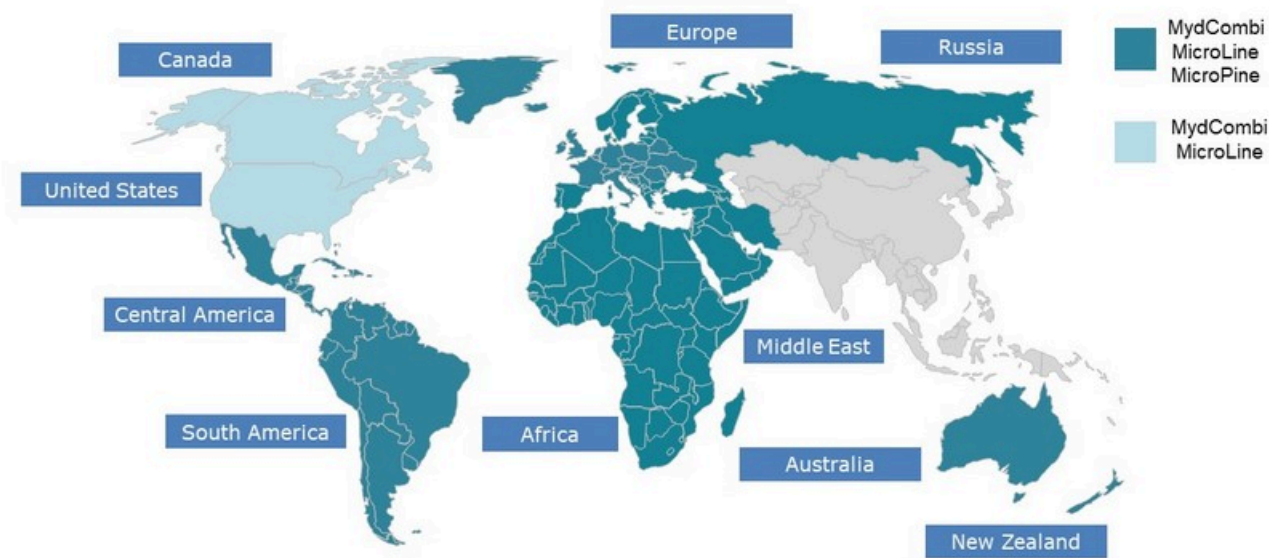 Europe
Russia
Canada
United States
Central America
Middle East
South America
Africa
Australia
New Zealand
MydCombi
MicroLine
MicroPine
MydCombi
MicroLine